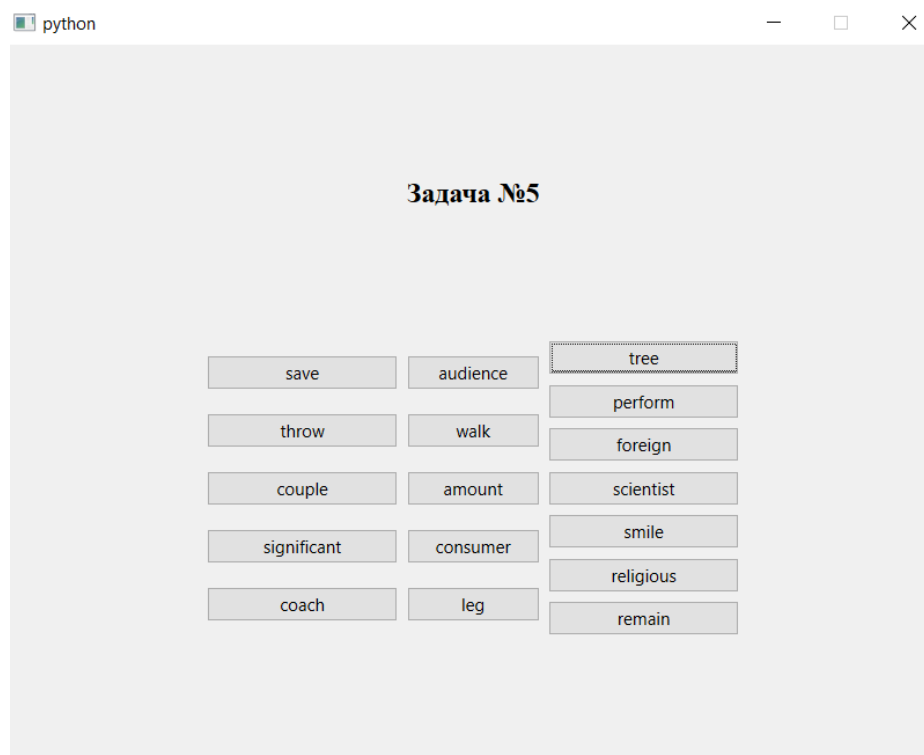 python
Задача №5
save
throw
couple
significant
coach
audience
walk
amount
consumer
leg
tree
perform
foreign
scientist
smile
religious
remain